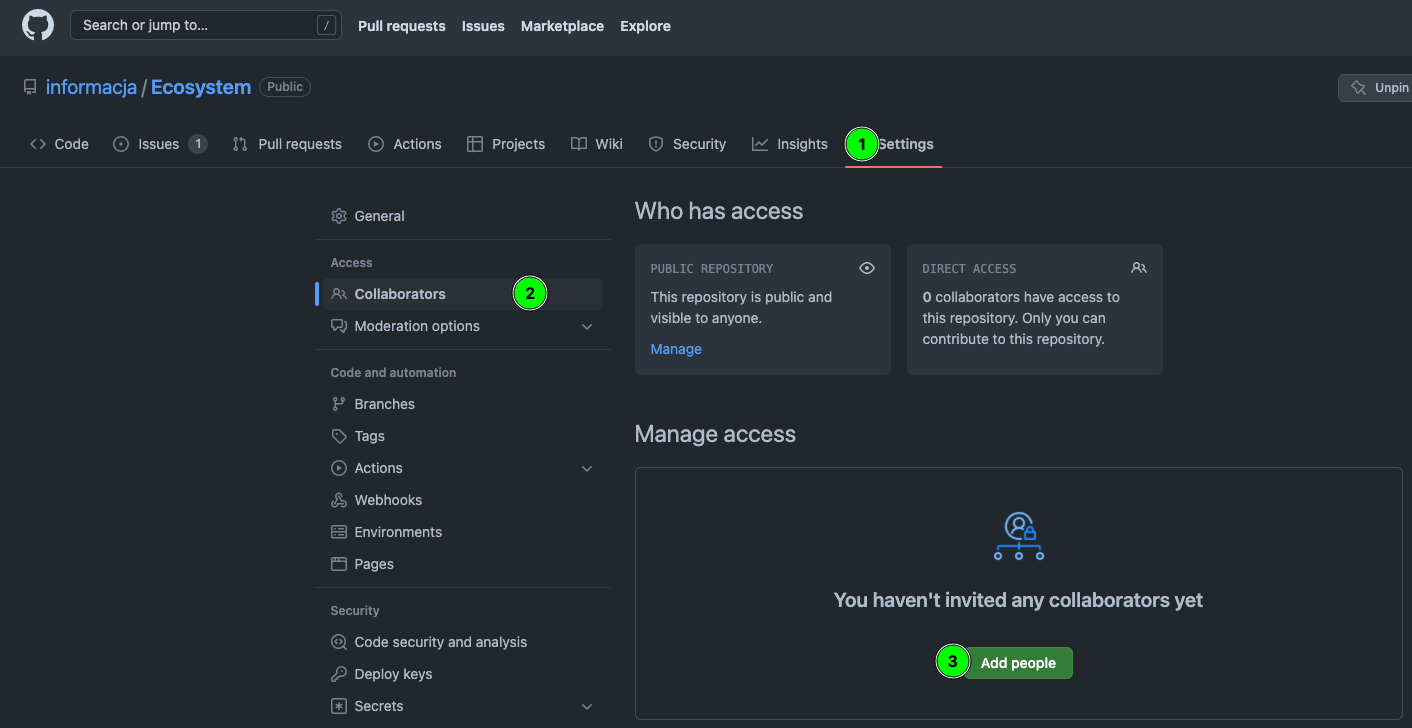 Search or jump to... /
Pull requests Issues Marketplace Explore
informacja / Ecosystem Public
Unpin
Code Issues 1 Pull requests Actions Projects Wiki Security Insights 1 Settings
General
Access
Collaborators 2
Moderation options
Code and automation
Branches
Tags
Actions
Webhooks
Environments
Pages
Security
Code security and analysis
Deploy keys
Secrets
Who has access
PUBLIC REPOSITORY
This repository is public and
visible to anyone.
Manage
DIRECT ACCESS
0 collaborators have access to
this repository. Only you can
contribute to this repository.
Manage access
You haven't invited any collaborators yet
3 Add people